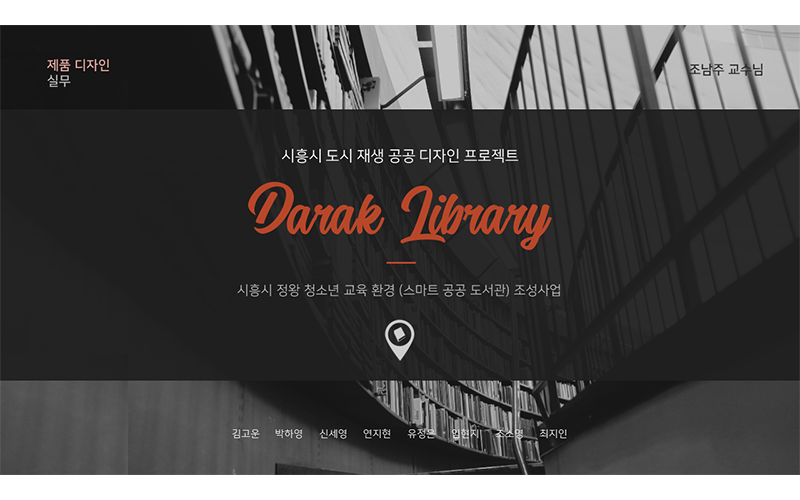 제품 디자인
실무
조남주 교수님
시흥시 도시 재생 공공 디자인 프로젝트
Darak Library
시흥시 정왕 청소년 교육 환경 (스마트 공공 도서관) 조성사업
김고운 박하영 신세영 연지현 유정은 임현지 조소영 최지인